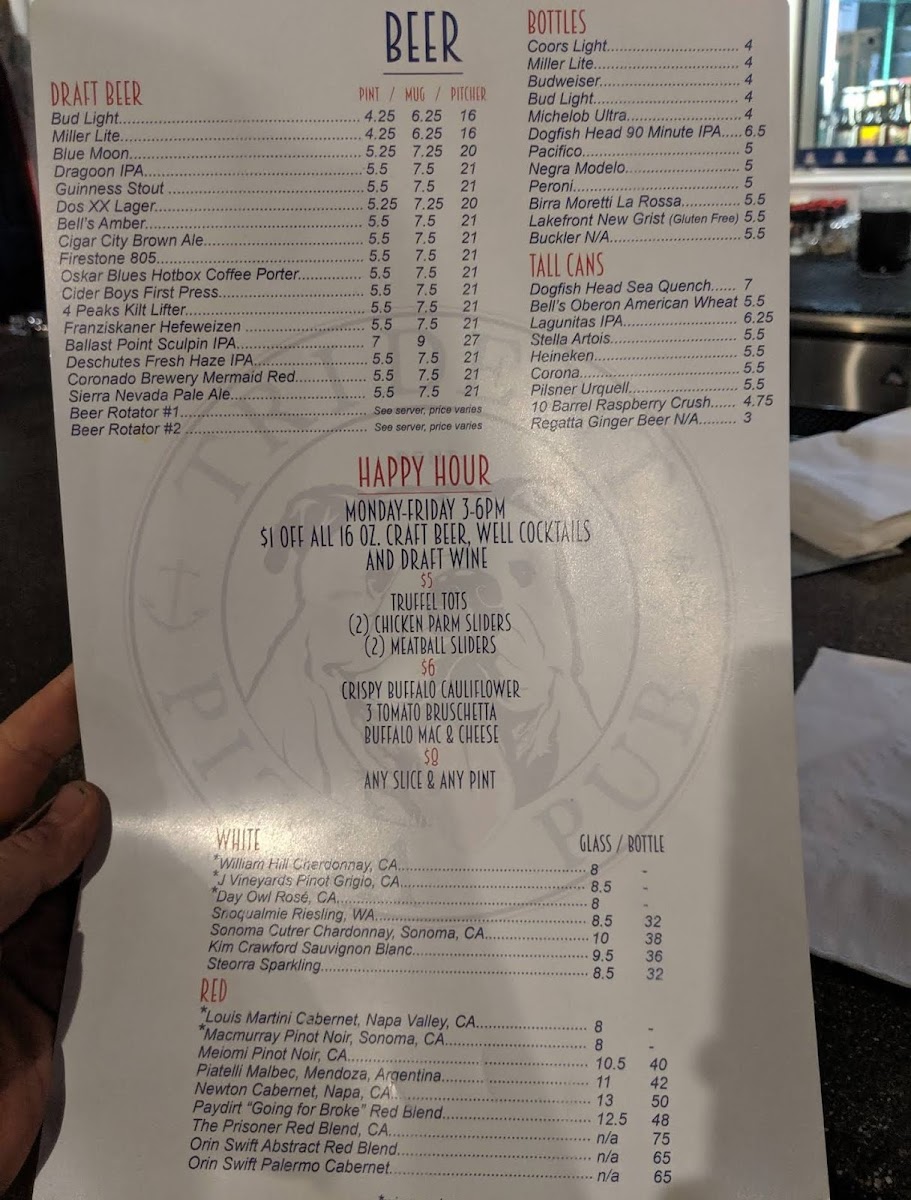 BEER
DRAFT BEER PINT / MUG / PITCHER
Bud Light 4.25 6.25 16
Miller Lite 4.25 6.25 16
Blue Moon 5.25 7.25 20
Dragoon IPA 5.5 7.5 21
Guinness Stout 5.5 7.5 21
Dos XX Lager 5.25 7.25 20
Bell's Amber 5.5 7.5 21
Cigar City Brown Ale 5.5 7.5 21
Firestone 805 5.5 7.5 21
Oskar Blues Hotbox Coffee Porter 5.5 7.5 21
Cider Boys First Press 5.5 7.5 21
4 Peaks Kilt Lifter 5.5 7.5 21
Franziskaner Hefeweizen 5.5 7.5 21
Ballast Point Sculpin IPA 7 9 27
Deschutes Fresh Haze IPA 5.5 7.5 21
Coronado Brewery Mermaid Red 5.5 7.5 21
Sierra Nevada Pale Ale 5.5 7.5 21
Beer Rotator #1 See server, price varies
Beer Rotator #2 See server, price varies
BOTTLES
Coors Light 4
Miller Lite 4
Budweiser 4
Bud Light 4
Michelob Ultra 4
Dogfish Head 90 Minute IPA 6.5
Pacifico 5
Negra Modelo 5
Peroni 5
Birra Moretti La Rossa 5.5
Lakefront New Grist (Gluten Free) 5.5
Buckler N/A 5.5
TALL CANS
Dogfish Head Sea Quench 7
Bell's Oberon American Wheat 5.5
Lagunitas IPA 6.25
Stella Artois 5.5
Heineken 5.5
Corona 5.5
Pilsner Urquell 5.5
10 Barrel Raspberry Crush 4.75
Regatta Ginger Beer N/A 3
HAPPY HOUR
MONDAY-FRIDAY 3-6PM
$1 OFF ALL 16 OZ. CRAFT BEER, WELL COCKTAILS
AND DRAFT WINE
$5
TRUFFEL TOTS
(2) CHICKEN PARM SLIDERS
(2) MEATBALL SLIDERS
$6
CRISPY BUFFALO CAULIFLOWER
3 TOMATO BRUSCHETTA
BUFFALO MAC & CHEESE
$8
ANY SLICE & ANY PINT
WHITE GLASS / BOTTLE
*William Hill Cherdonnay, CA 8 -
*J Vineyards Pinot Grigio, CA 8.5 -
*Day Owl Rosé, CA 8 -
Snoqualmie Riesling, WA 8.5 32
Sonoma Cutrer Chardonnay, Sonoma, CA 10 38
Kim Crawford Sauvignon Blanc 9.5 36
Steorra Sparkling 8.5 32
RED
*Louis Martini Cabernet, Napa Valley, CA 8 -
*Macmurray Pinot Noir, Sonoma, CA 8 -
Meiomi Pinot Noir, CA 10.5 40
Piatelli Malbec, Mendoza, Argentina 11 42
Newton Cabernet, Napa, CA 13 50
Paydirt "Going for Broke" Red Blend 12.5 48
The Prisoner Red Blend, CA n/a 75
Orin Swift Abstract Red Blend n/a 65
Orin Swift Palermo Cabernet n/a 65